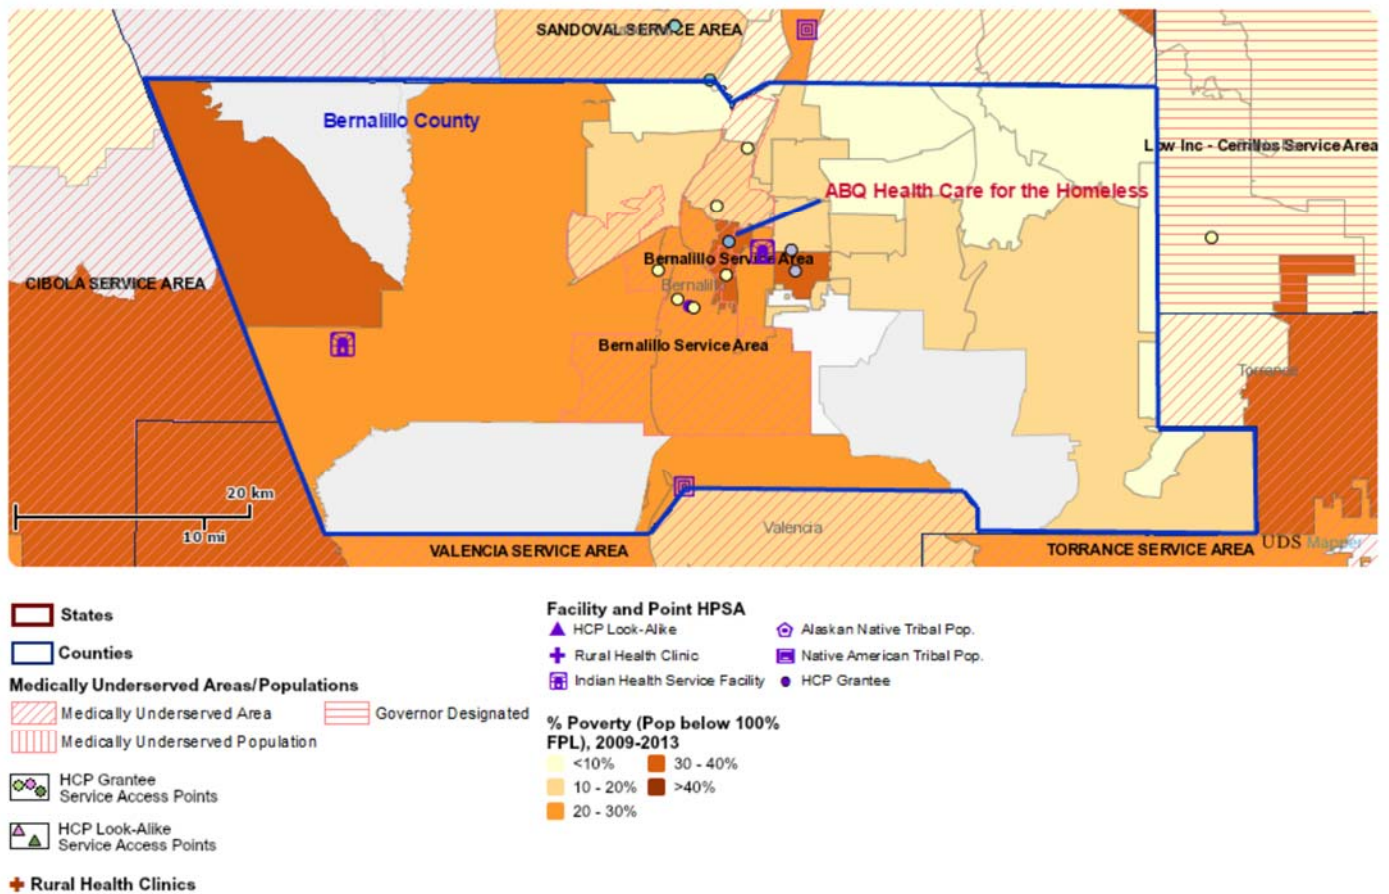 SANDOVAL SERVICE AREA
Bernalillo County
Low Inc - Cerrillos Service Area
ABQ Health Care for the Homeless
Bernalillo Service Area
CIBOLA SERVICE AREA
Bernalillo
Bernalillo Service Area
Torrance
20 km
10 mi
Valencia
VALENCIA SERVICE AREA
TORRANCE SERVICE AREA
UDS Mapper
States
Counties
Medically Underserved Areas/Populations
Medically Underserved Area
Governor Designated
Medically Underserved Population
HCP Grantee
Service Access Points
HCP Look-Alike
Service Access Points
Rural Health Clinics
Facility and Point HPSA
HCP Look-Alike
Alaskan Native Tribal Pop.
Rural Health Clinic
Native American Tribal Pop.
Indian Health Service Facility
HCP Grantee
% Poverty (Pop below 100%
FPL), 2009-2013
<10%
30 - 40%
10 - 20%
>40%
20 - 30%